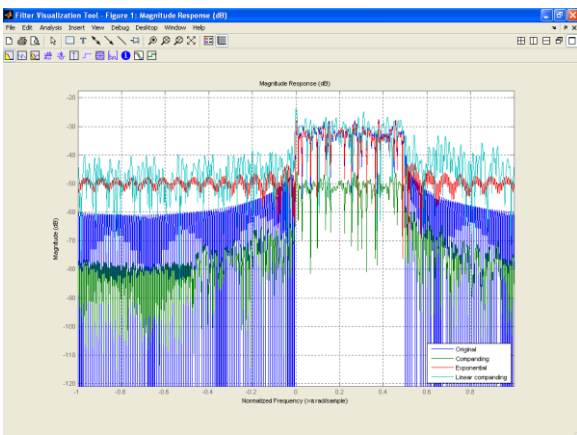 Filter Visualization Tool - Figure 1: Magnitude Response (dB)
File Edit Analysis Insert View Debug Desktop Window Help
Magnitude Response (dB)
-20
-30
-40
-50
-60
-70
-80
-90
-100
-110
-120
Magnitude (dB)
-1 -0.8 -0.6 -0.4 -0.2 0 0.2 0.4 0.6 0.8
Normalized Frequency (×π rad/sample)
Original
Companding
Exponential
Linear companding